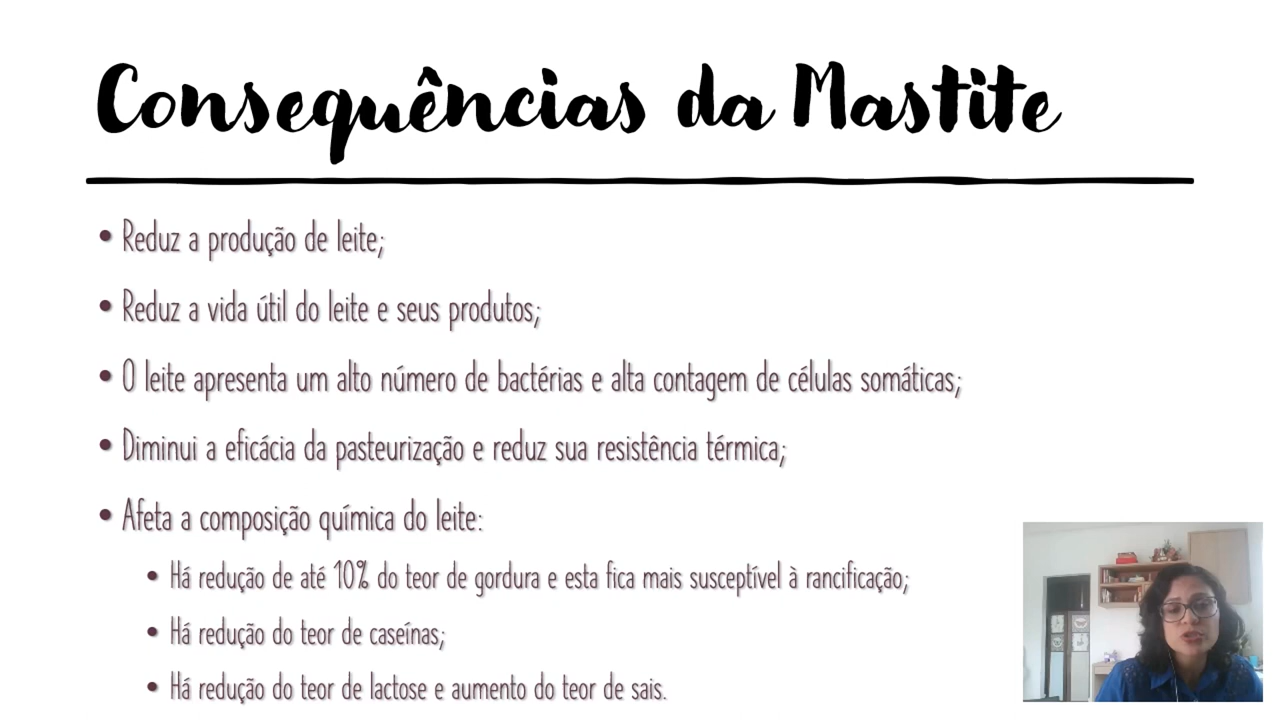 Consequências da Mastite
• Reduz a produção de leite;
• Reduz a vida útil do leite e seus produtos;
• O leite apresenta um alto número de bactérias e alta contagem de células somáticas;
• Diminui a eficácia da pasteurização e reduz sua resistência térmica;
• Afeta a composição química do leite:
• Há redução de até 10% do teor de gordura e esta fica mais susceptível à rancificação;
• Há redução do teor de caseínas;
• Há redução do teor de lactose e aumento do teor de sais.